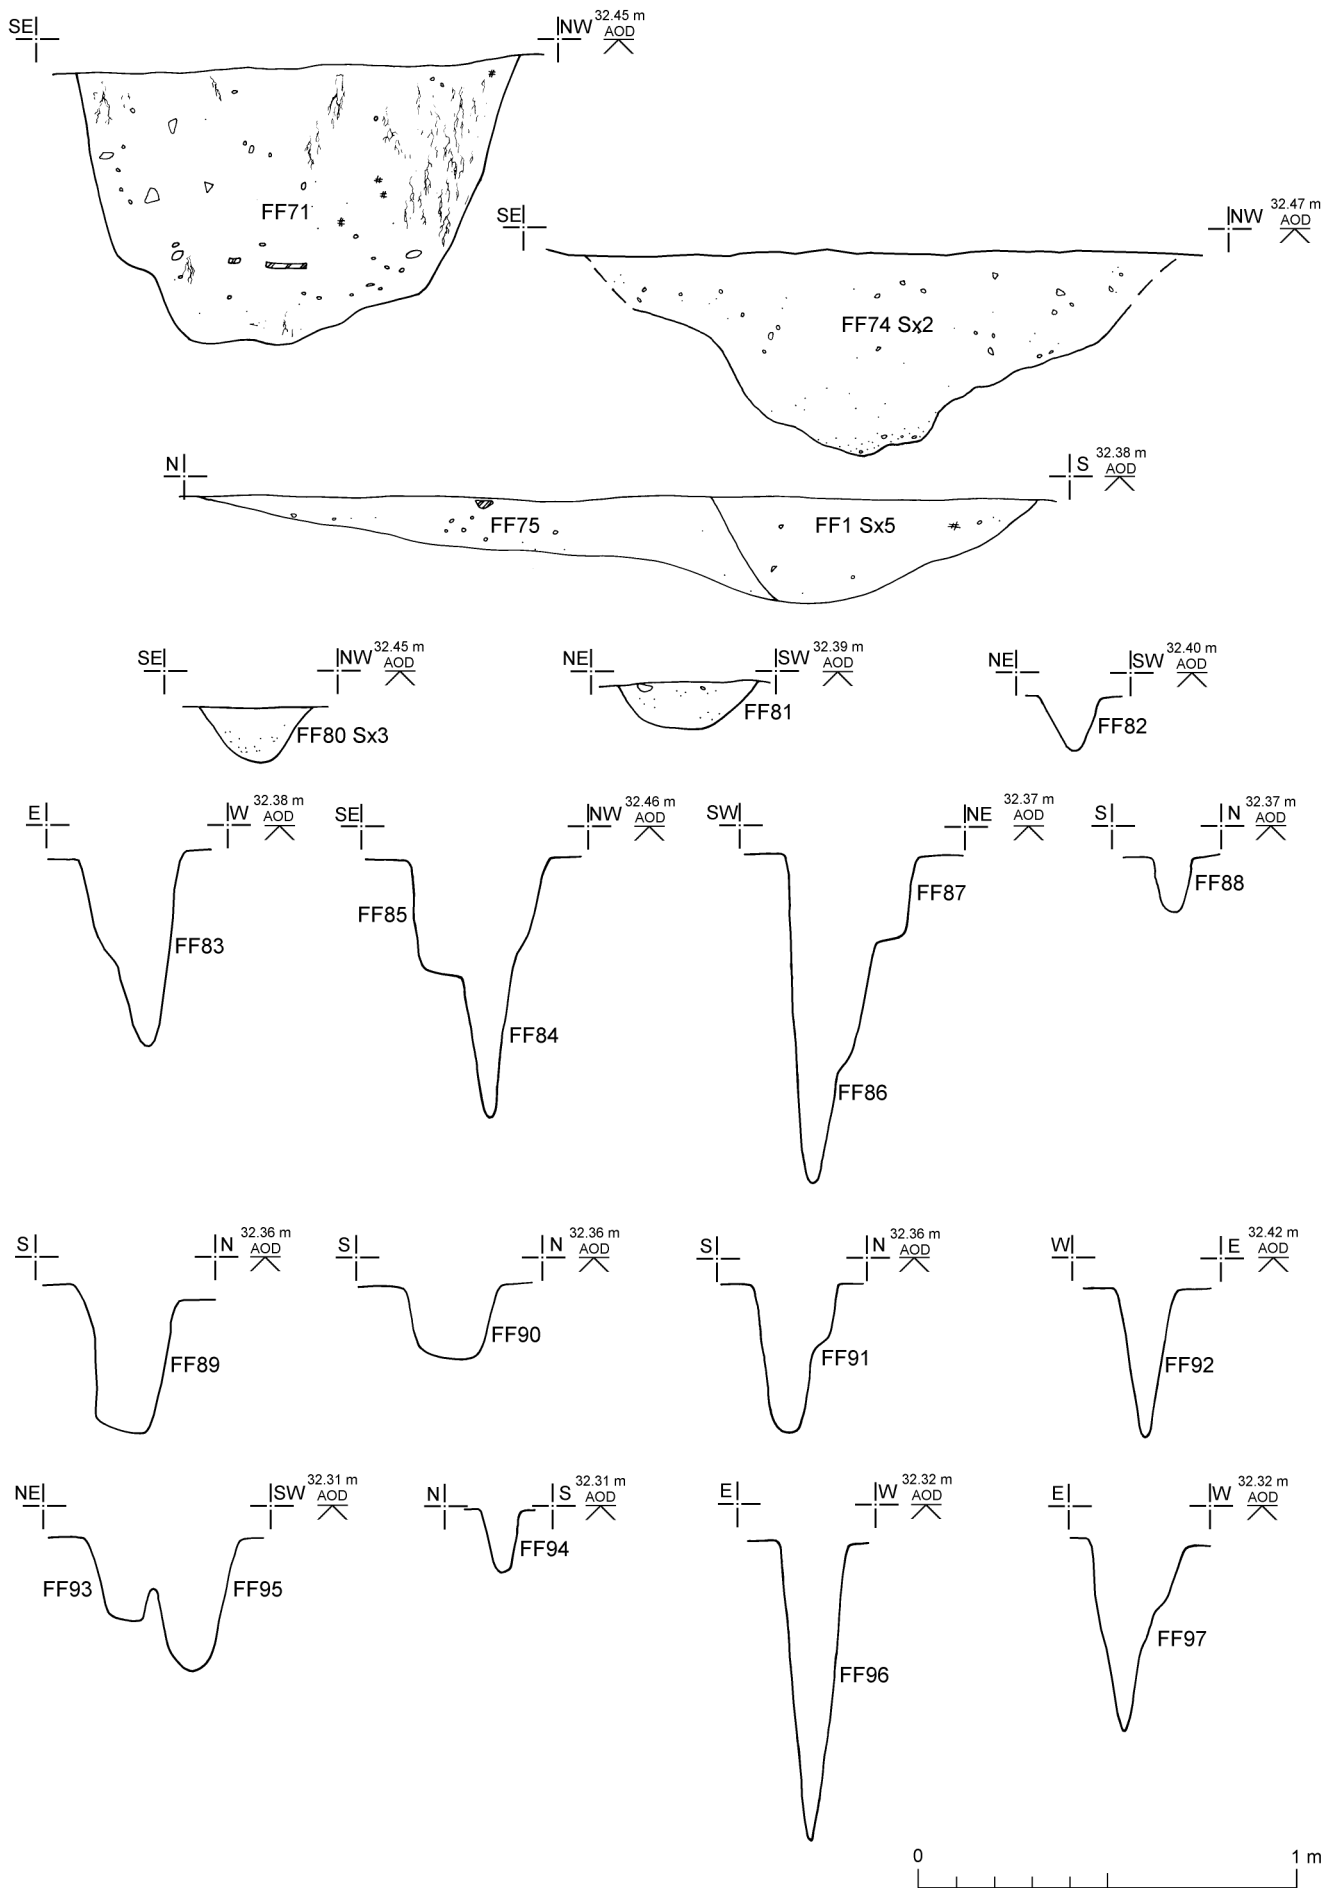 SE NW 32.45 m
AOD
FF71
SE NW 32.47 m
AOD
FF74 Sx2
N S 32.38 m
AOD
FF75 FF1 Sx5
SE NW 32.45 m
AOD
FF80 Sx3
NE SW 32.39 m
AOD
FF81
NE SW 32.40 m
AOD
FF82
E W 32.38 m
AOD
FF83
SE NW 32.46 m
AOD
FF85
FF84
SW NE 32.37 m
AOD
FF87
FF86
S N 32.37 m
AOD
FF88
S N 32.36 m
AOD
FF89
S N 32.36 m
AOD
FF90
S N 32.36 m
AOD
FF91
W E 32.42 m
AOD
FF92
NE SW 32.31 m
AOD
FF93 FF95
N S 32.31 m
AOD
FF94
E W 32.32 m
AOD
FF96
E W 32.32 m
AOD
FF97
0 1 m